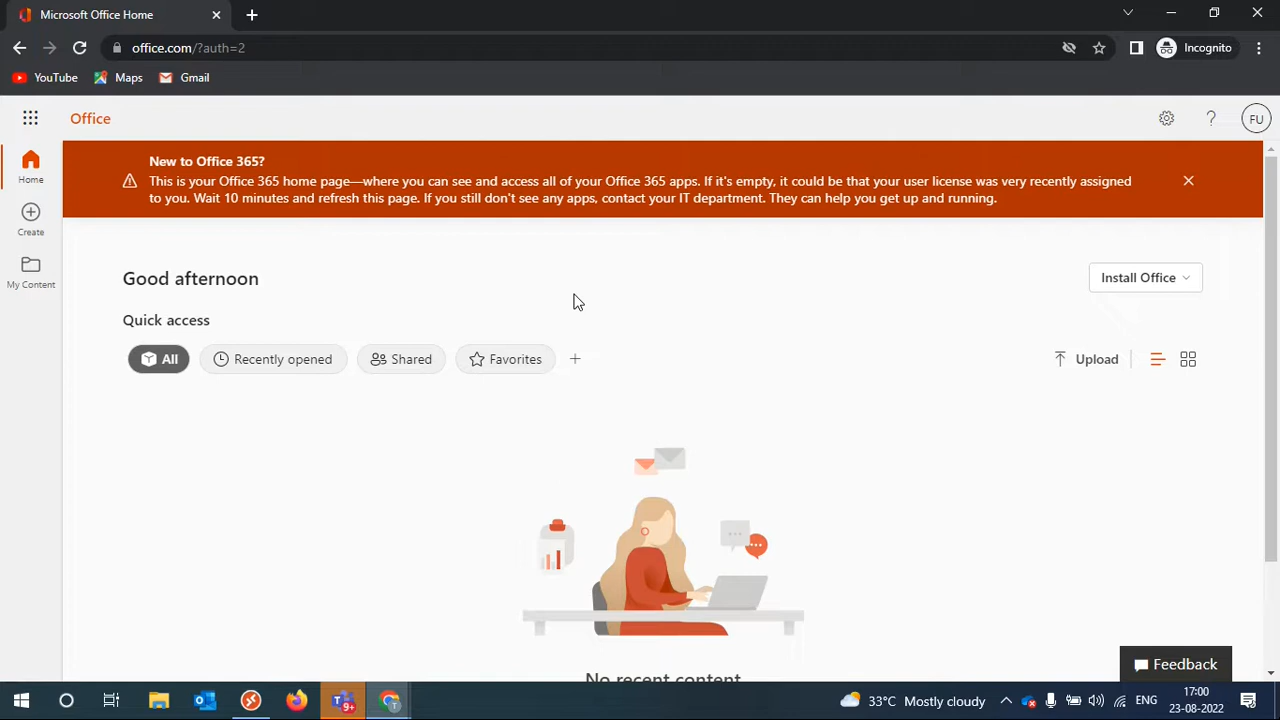 Microsoft Office Home
office.com/?auth=2
Incognito
YouTube
Maps
Gmail
Office
FU
New to Office 365?
This is your Office 365 home page—where you can see and access all of your Office 365 apps. If it's empty, it could be that your user license was very recently assigned
to you. Wait 10 minutes and refresh this page. If you still don't see any apps, contact your IT department. They can help you get up and running.
Home
Create
My Content
Good afternoon
Install Office
Quick access
All
Recently opened
Shared
Favorites
Upload
No recent content
Feedback
9+
33°C Mostly cloudy
ENG
17:00
23-08-2022